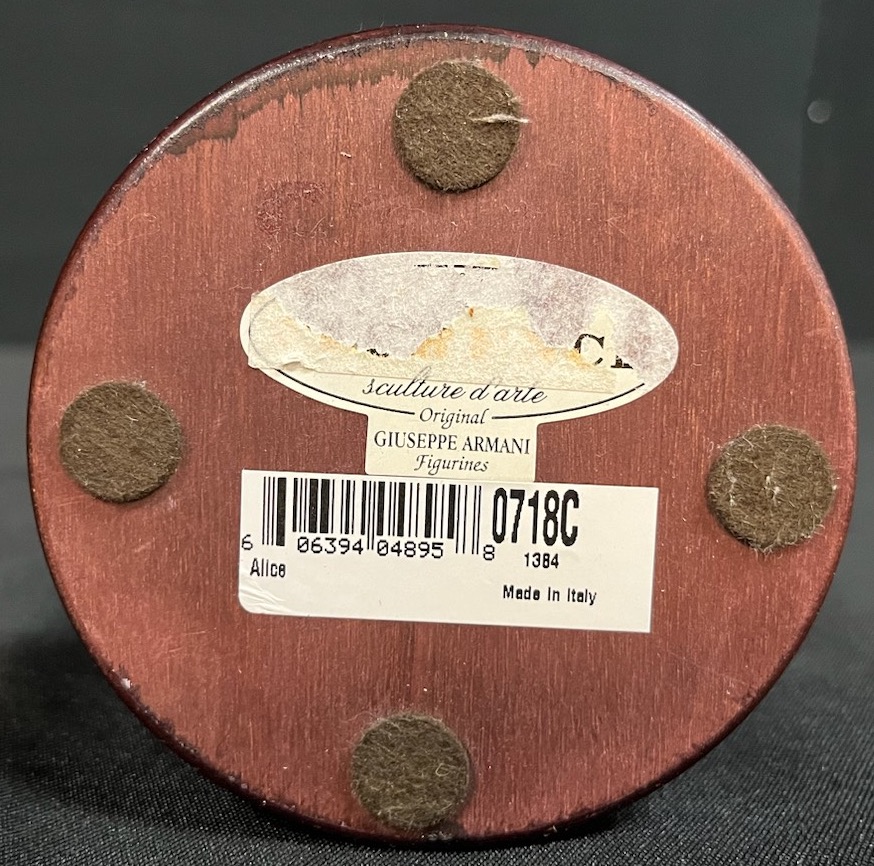 sculture d'arte
Original
GIUSEPPE ARMANI
Figurines
0718C
6 06394 04895 8
1384
Alice
Made in Italy